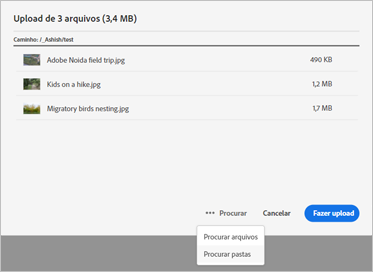 Upload de 3 arquivos (3,4 MB)
Caminho: /_Ashish/test
Adobe Noida field trip.jpg 490 KB
Kids on a hike.jpg 1,2 MB
Migratory birds nesting.jpg 1,7 MB
••• Procurar Cancelar Fazer upload
Procurar arquivos
Procurar pastas